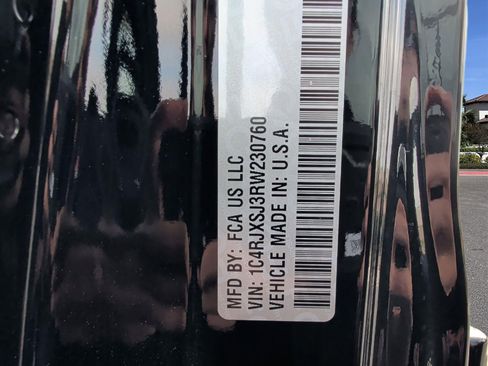 MFD BY: FCA US LLC
VIN: 1C4RJXSJ3RW230760
VEHICLE MADE IN: U.S.A.